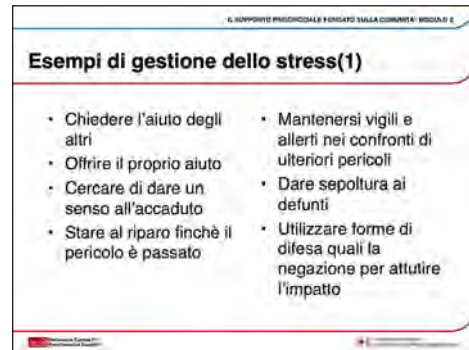 IL SUPPORTO PSICOSOCIALE FONDATO SULLA COMUNITA' MODULO 2
Esempi di gestione dello stress(1)
• Chiedere l'aiuto degli
altri
• Offrire il proprio aiuto
• Cercare di dare un
senso all'accaduto
• Stare al riparo finchè il
pericolo è passato
• Mantenersi vigili e
allerti nei confronti di
ulteriori pericoli
• Dare sepoltura ai
defunti
• Utilizzare forme di
difesa quali la
negazione per attutire
l'impatto